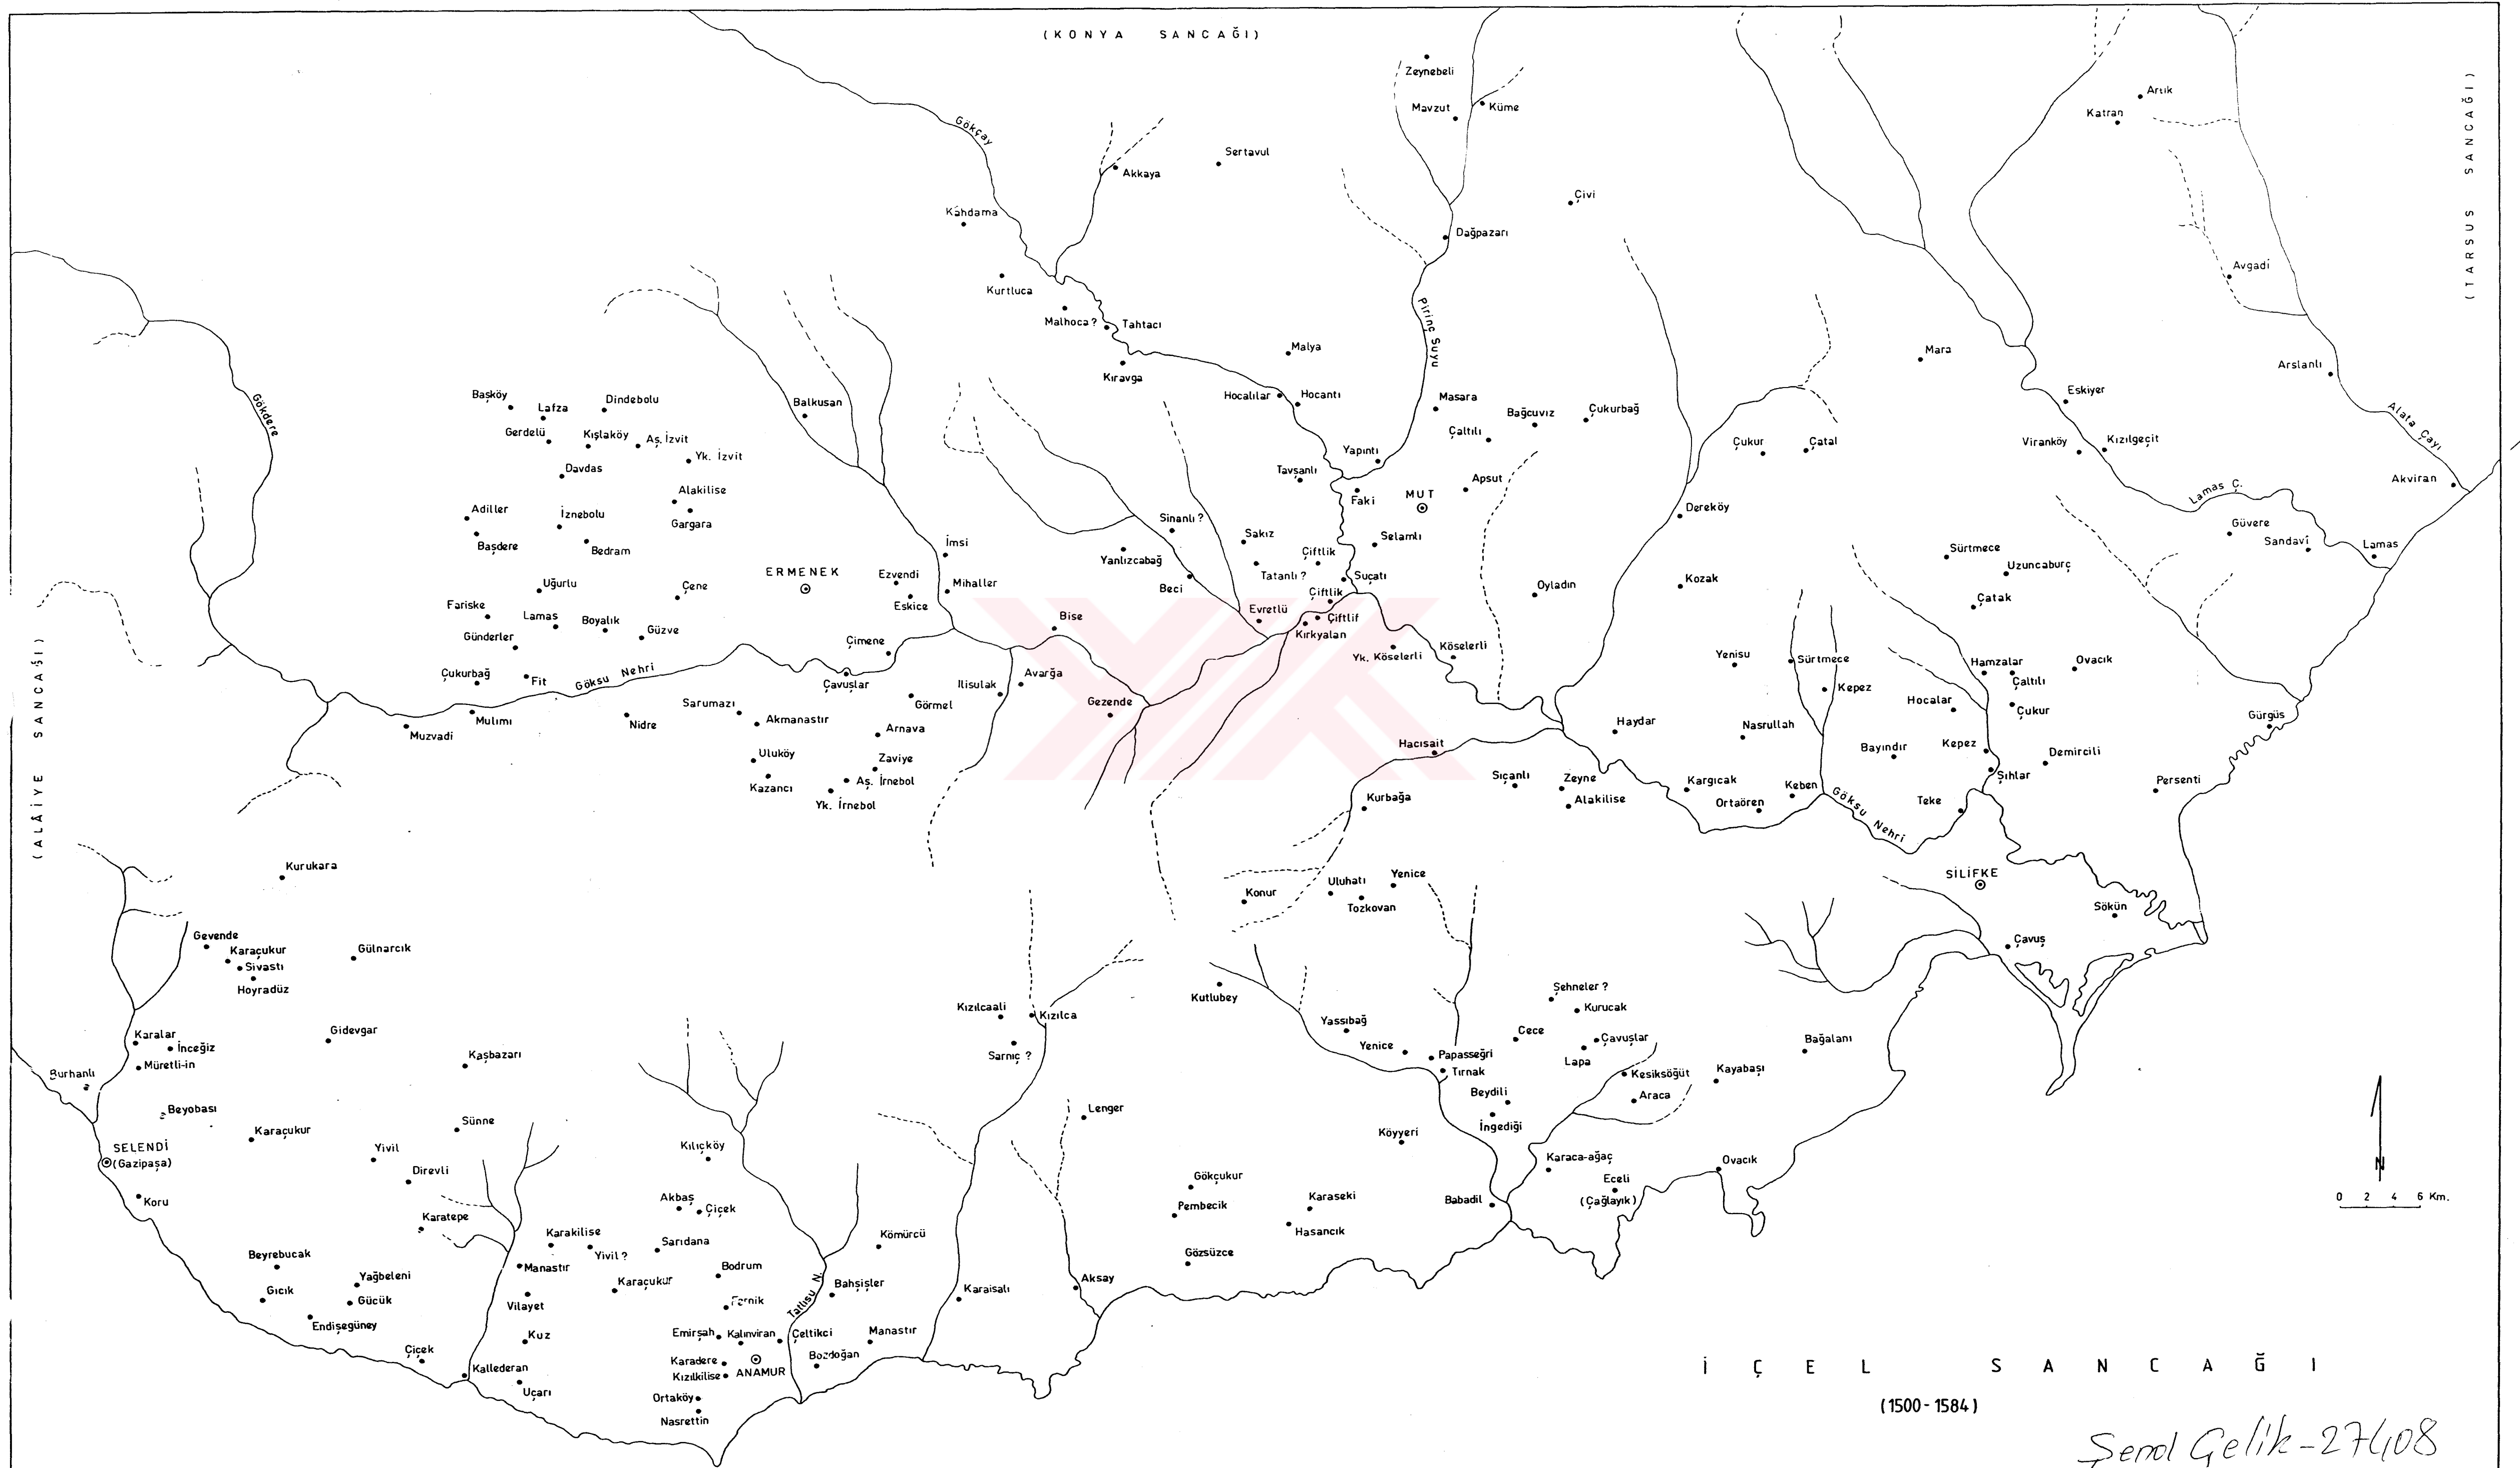 (KONYA SANCAĞI)
Zeynebeli
Mavzut
Küme
Artık
Katran
(TARSUS SANCAĞI)
Gökçay
Sertavul
Akkaya
Çivi
Kahdama
Dağpazarı
Avgadi
Kurtluca
Malhoca ?
Tahtacı
Pirinç Suyu
Malya
Mara
Kıravga
Arslanlı
Gökdere
Başköy
Lafza
Dindebolu
Balkusan
Hocalılar
Hocantı
Masara
Bağcuvız
Çukurbağ
Eskiyer
Alata Çayı
Gerdelü
Kışlaköy
Aş. İzvit
Yk. İzvit
Çaltılı
Yapıntı
Çukur
Çatal
Viranköy
Kızılgeçit
Davdas
Tavşanlı
Apsut
Akviran
Alakilise
Gargara
Faki
MUT
Lamas Ç.
Adiller
İznebolu
Dereköy
Başdere
Bedram
İmsi
Sinanlı ?
Sakız
Selamlı
Güvere
Sandavi
Lamas
Yanlızcabağ
Çiftlik
Sürtmece
Uzuncaburç
ERMENEK
Ezvendi
Mihaller
Beci
Tatanlı ?
Suçatı
Uğurlu
Çene
Eskice
Çiftlik
Oyladın
Kozak
Çatak
Fariske
Lamas
Boyalık
Güzve
Bise
Evretlü
Çiftlif
Kırkyalan
Günderler
Çimene
Yk. Köselerli
Köselerli
Yenisu
Sürtmece
Hamzalar
Ovacık
Çukurbağ
Fit
Göksu Nehri
Çavuşlar
Ilisulak
Avarğa
Çaltılı
Kepez
Hocalar
Çukur
(ALÂİYE SANCAĞI)
Muzvadi
Mulımı
Nidre
Sarumazı
Akmanastır
Görmel
Arnava
Gezende
Haydar
Nasrullah
Gürgüs
Hacısait
Bayındır
Kepez
Demircili
Uluköy
Kazancı
Zaviye
Aş. İrnebol
Yk. İrnebol
Sıçanlı
Zeyne
Alakilise
Kargıcak
Ortaören
Keben
Göksu Nehri
Şıhlar
Teke
Persenti
Kurbağa
Kurukara
Konur
Uluhatı
Yenice
Tozkovan
SİLİFKE
Sökün
Gevende
Karaçukur
Sivastı
Hoyradüz
Gülnarcık
Çavuş
Kutlubey
Şehneler ?
Kurucak
Kızılcaali
Kızılca
Karalar
İnceğiz
Müretli-in
Gidevgar
Sarnıç ?
Yassıbağ
Yenice
Papasseğri
Tırnak
Cece
Çavuşlar
Lapa
Bağalanı
Kaşbazarı
Burhanlı
Kesiksöğüt
Kayabaşı
Beydili
Araca
Beyobası
Lenger
İngediği
Karaçukur
Sünne
SELENDİ
(Gazipaşa)
Yivil
Kılıçköy
Köyyeri
Karaca-ağaç
Ovacık
Direvli
Gökçukur
Eceli
(Çağlayık)
N
0 2 4 6 Km.
Koru
Akbaş
Çiçek
Pembecik
Karaseki
Babadil
Karatepe
Karakilise
Yivil ?
Sarıdana
Kömürcü
Hasancık
Beyrebucak
Gözsüzce
Manastır
Bodrum
Yağbeleni
Karaçukur
Tatlısu N.
Bahşişler
Karaisalı
Aksay
Gıcık
Gücük
Vilayet
Endişegüney
Kuz
Emirşah
Kalınviran
Çeltikci
Manastır
Çiçek
Karadere
ANAMUR
Bozdoğan
Kallederan
Kızılkilise
Uçarı
Ortaköy
Nasrettin
İÇEL SANCAĞI
(1500-1584)
Şenol Çelik-27408